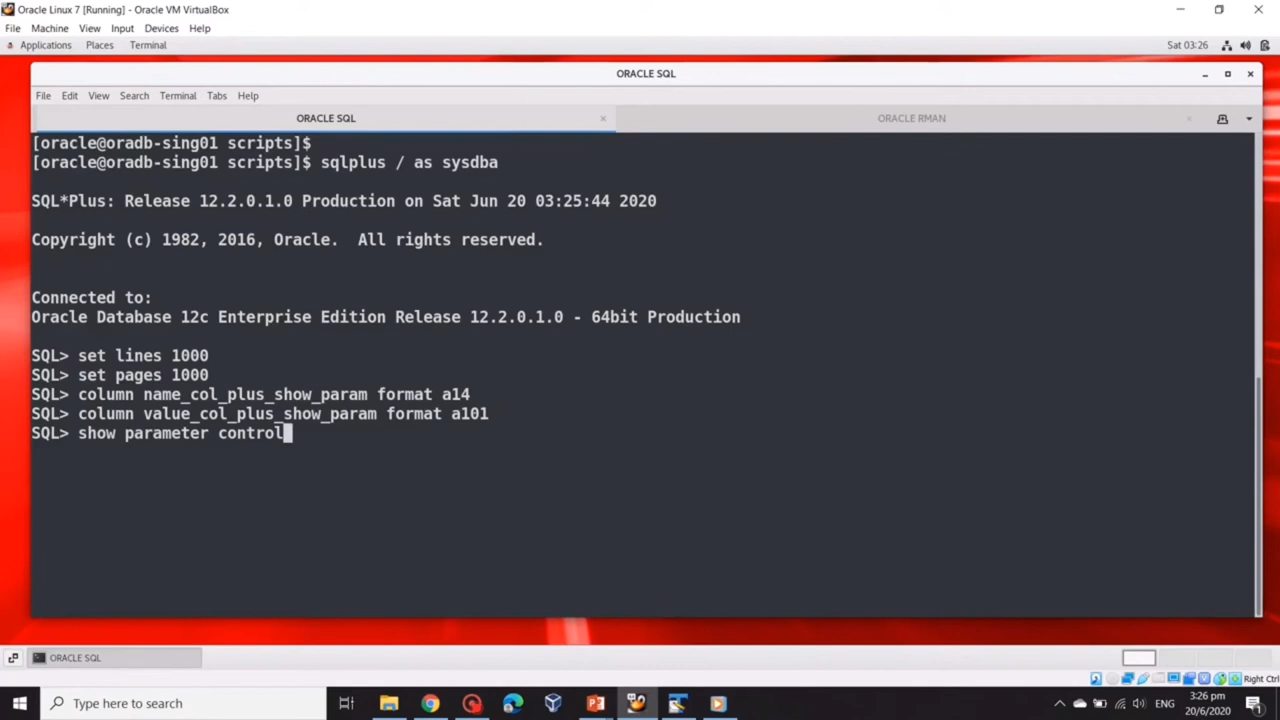 Oracle Linux 7 [Running] - Oracle VM VirtualBox
File Machine View Input Devices Help
Applications Places Terminal Sat 03:26
ORACLE SQL
File Edit View Search Terminal Tabs Help
ORACLE SQL ORACLE RMAN
[oracle@oradb-sing01 scripts]$
[oracle@oradb-sing01 scripts]$ sqlplus / as sysdba
SQL*Plus: Release 12.2.0.1.0 Production on Sat Jun 20 03:25:44 2020
Copyright (c) 1982, 2016, Oracle.  All rights reserved.
Connected to:
Oracle Database 12c Enterprise Edition Release 12.2.0.1.0 - 64bit Production
SQL> set lines 1000
SQL> set pages 1000
SQL> column name_col_plus_show_param format a14
SQL> column value_col_plus_show_param format a101
SQL> show parameter control
ORACLE SQL
Right Ctrl
Type here to search
ENG
3:26 pm
20/6/2020
1